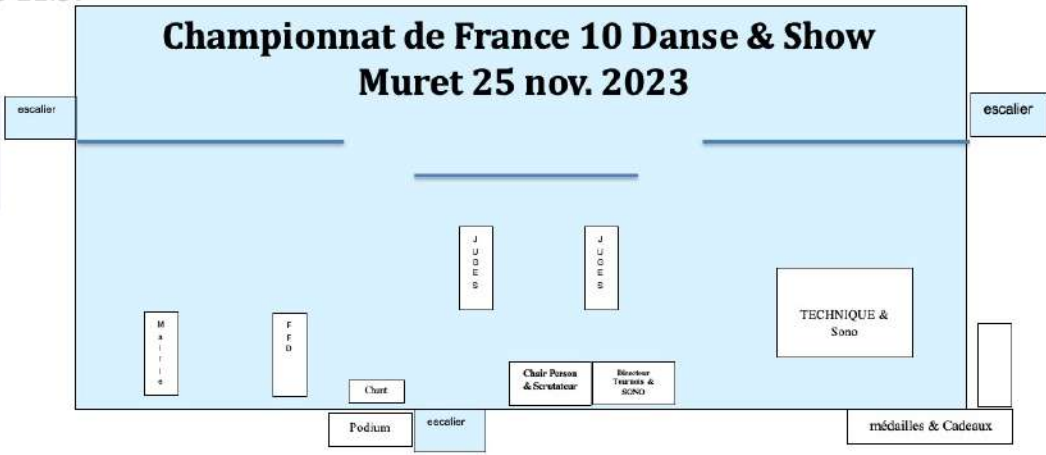 Championnat de France 10 Danse & Show
Muret 25 nov. 2023
escalier
escalier
JUGES
JUGES
Mairie
FFD
TECHNIQUE &
Sono
Chant
Chair Person
& Scrutateur
Directeur
Tournois &
SONO
Podium
escalier
médailles & Cadeaux